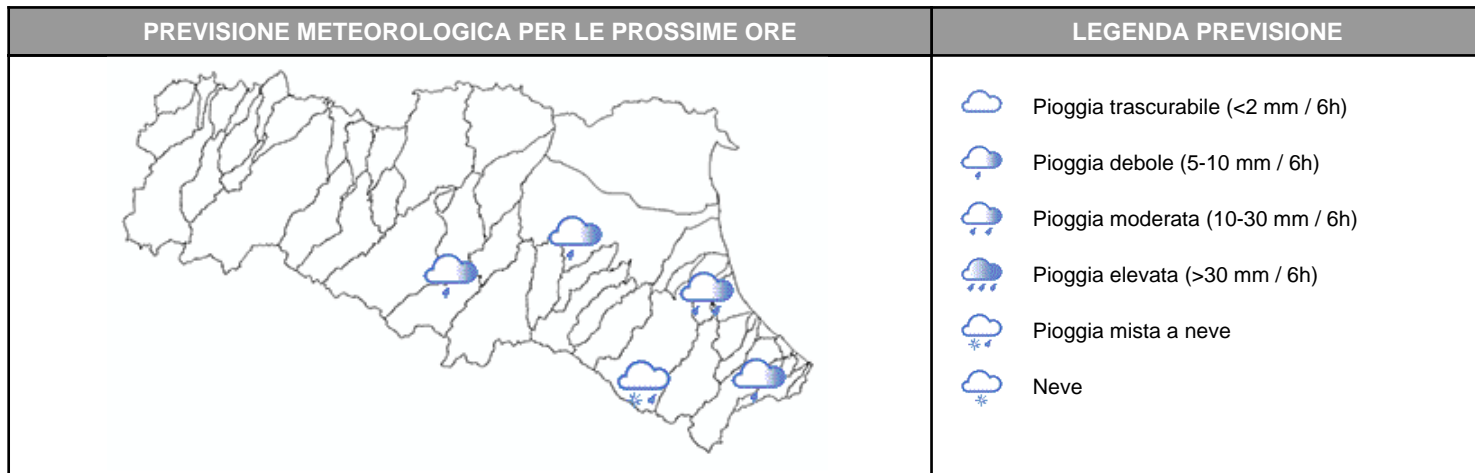 PREVISIONE METEOROLOGICA PER LE PROSSIME ORE
LEGENDA PREVISIONE
Pioggia trascurabile (<2 mm / 6h)
Pioggia debole (5-10 mm / 6h)
Pioggia moderata (10-30 mm / 6h)
Pioggia elevata (>30 mm / 6h)
Pioggia mista a neve
Neve